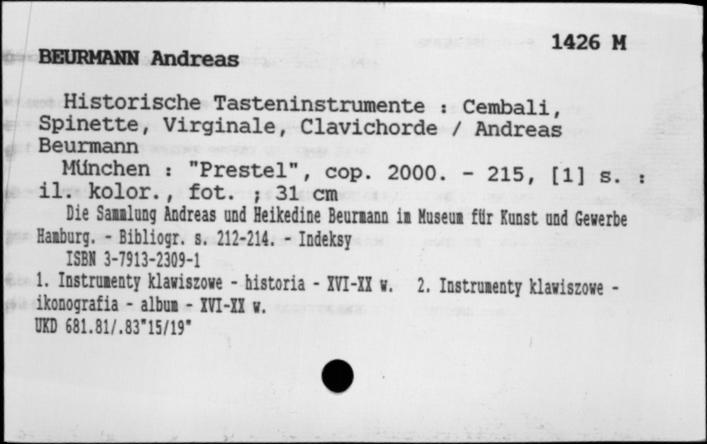 1426 M
BEURMANN Andreas
Historische Tasteninstrumente : Cembali,
Spinette, Virginale, Clavichorde / Andreas
Beurmann
München : "Prestel", cop. 2000. - 215, [1] s. :
il. kolor., fot. ; 31 cm
Die Sammlung Andreas und Heikedine Beurmann im Museum für Kunst und Gewerbe
Hamburg. - Bibliogr. s. 212-214. - Indeksy
ISBN 3-7913-2309-1
1. Instrumenty klawiszowe - historia - XVI-XX w. 2. Instrumenty klawiszowe -
ikonografia - album - XVI-XX w.
UKD 681.81/.83"15/19"